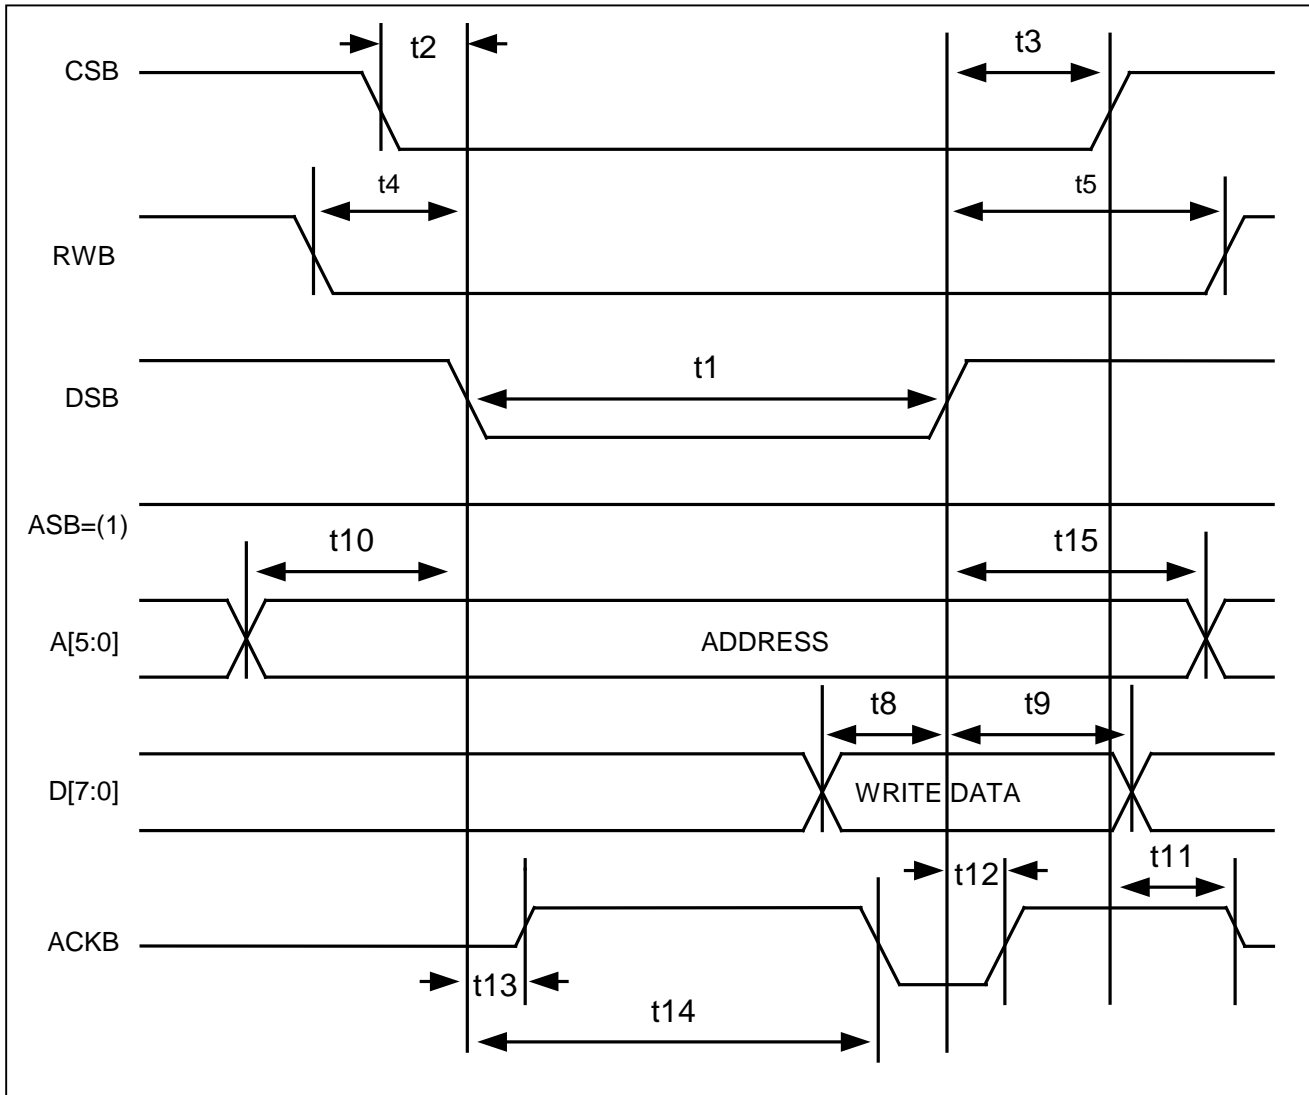 t2
t3
CSB
t4
t5
RWB
t1
DSB
ASB=(1)
t10
t15
A[5:0]
ADDRESS
t8
t9
D[7:0]
WRITE DATA
t12
t11
ACKB
t13
t14